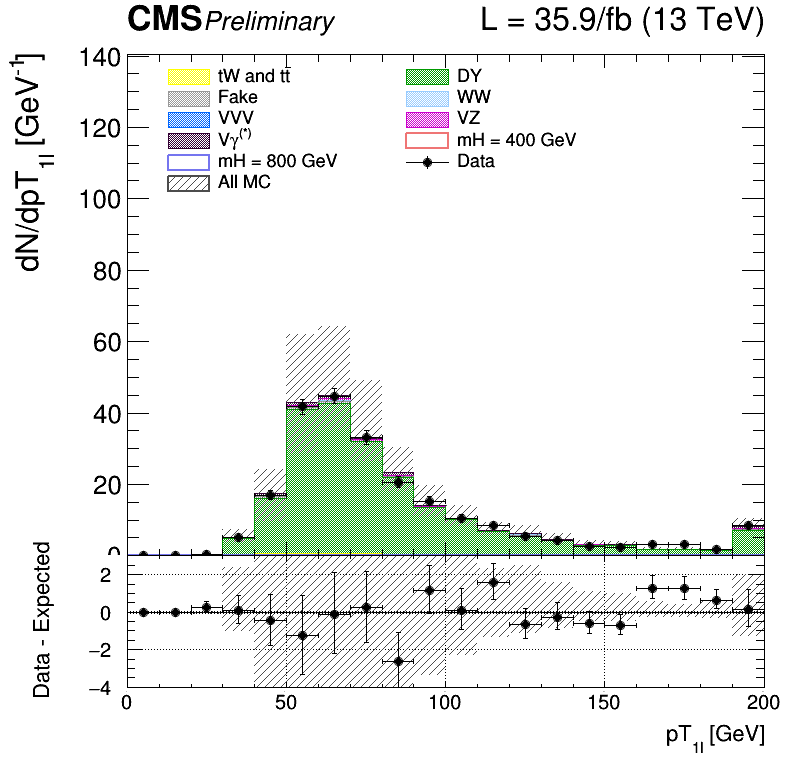 CMS Preliminary L = 35.9/fb (13 TeV)
dN/dpT_1l [GeV^-1]
140
120
100
80
60
40
20
0
tW and tt DY
Fake WW
VVV VZ
Vγ(*) mH = 400 GeV
mH = 800 GeV Data
All MC
Data - Expected
2
0
−2
−4
0 50 100 150 200
pT_1l [GeV]